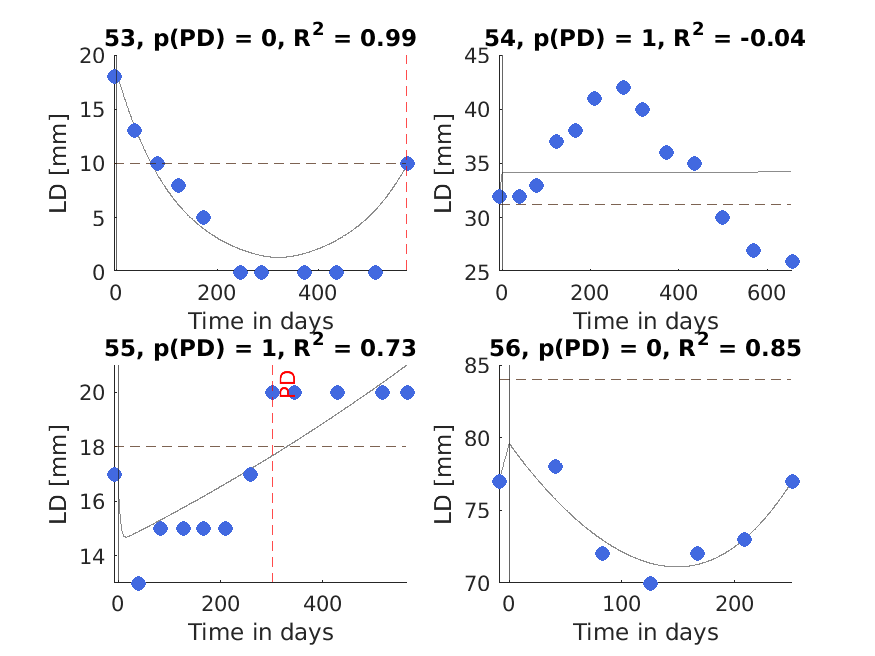 53, p(PD) = 0, R² = 0.99
LD [mm]
20
15
10
5
0
0
200
400
Time in days
54, p(PD) = 1, R² = -0.04
LD [mm]
45
40
35
30
25
0
200
400
600
Time in days
55, p(PD) = 1, R² = 0.73
LD [mm]
20
18
16
14
PD
0
200
400
Time in days
56, p(PD) = 0, R² = 0.85
LD [mm]
85
80
75
70
0
100
200
Time in days